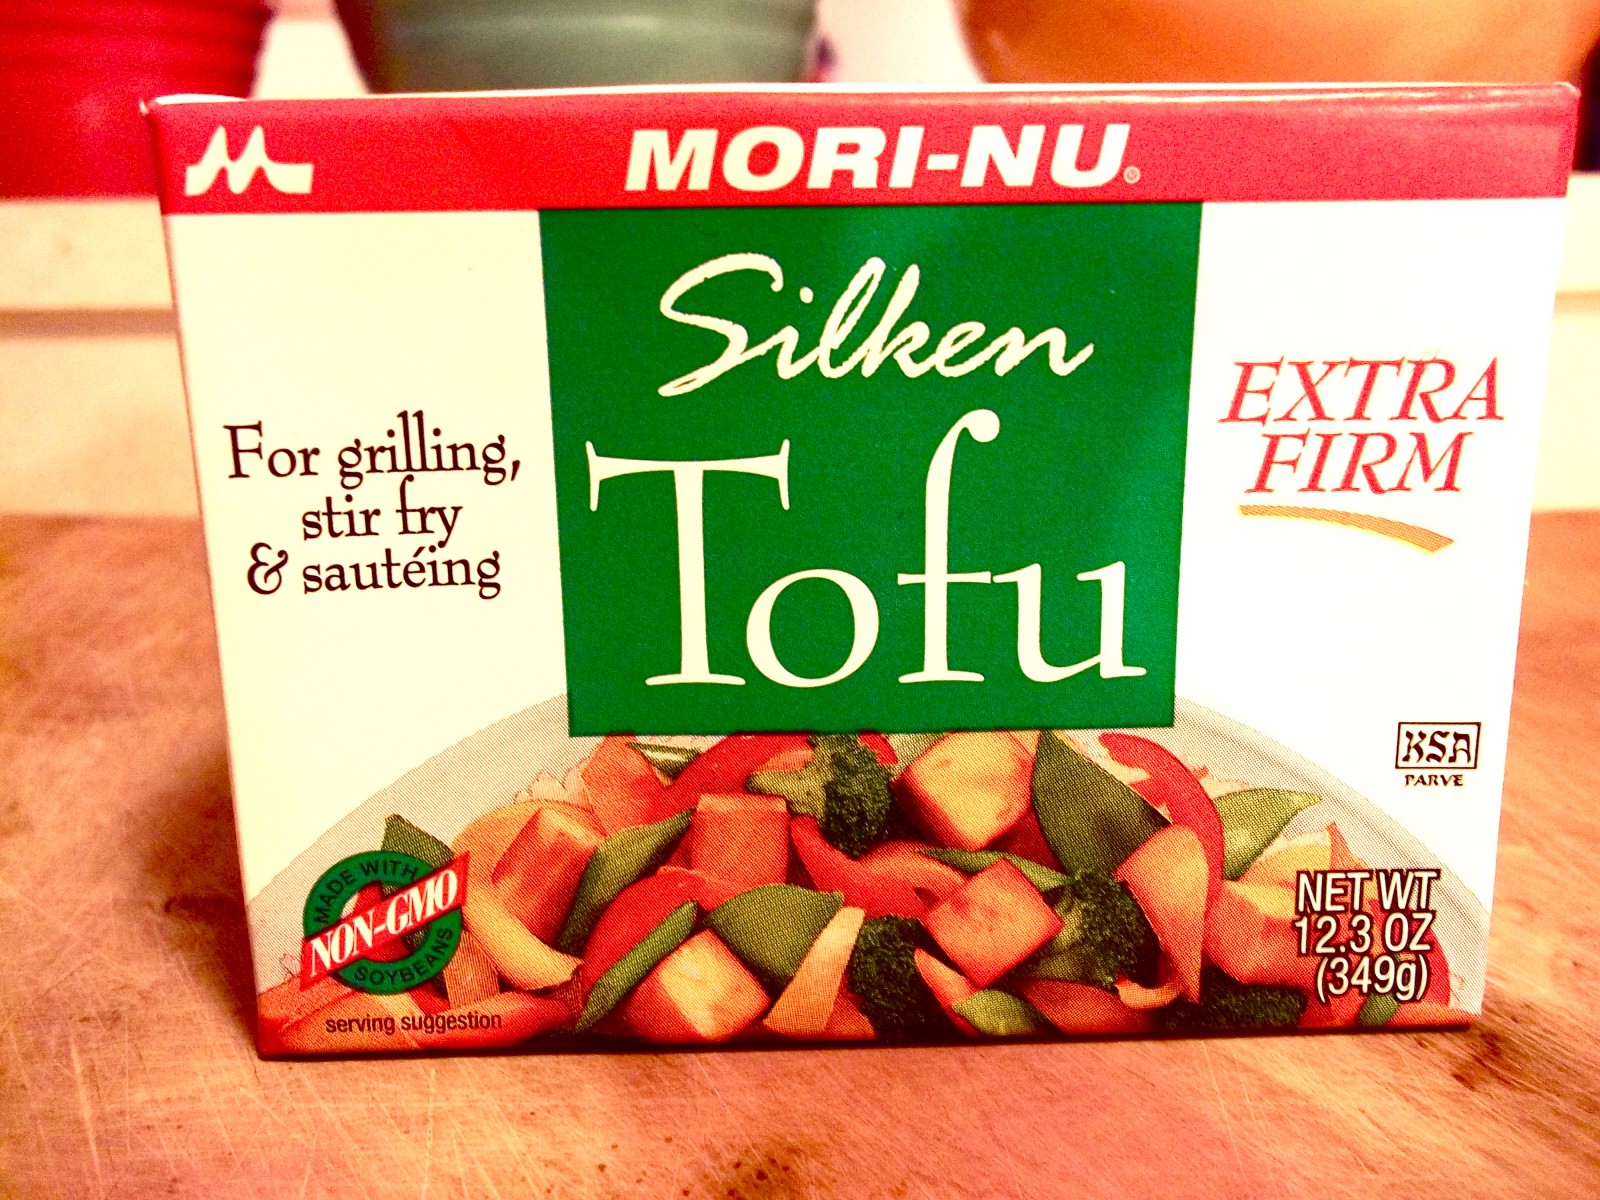 MORI-NU®
Silken
Tofu
For grilling,
stir fry
& sautéing
EXTRA
FIRM
KSA
PARVE
MADE WITH
NON-GMO
SOYBEANS
serving suggestion
NET WT
12.3 OZ
(349g)